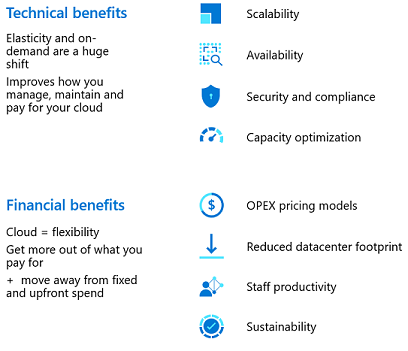 Technical benefits
Elasticity and on-
demand are a huge
shift
Improves how you
manage, maintain and
pay for your cloud
Scalability
Availability
Security and compliance
Capacity optimization
Financial benefits
Cloud = flexibility
Get more out of what you
pay for
+ move away from fixed
and upfront spend
$
OPEX pricing models
Reduced datacenter footprint
Staff productivity
Sustainability